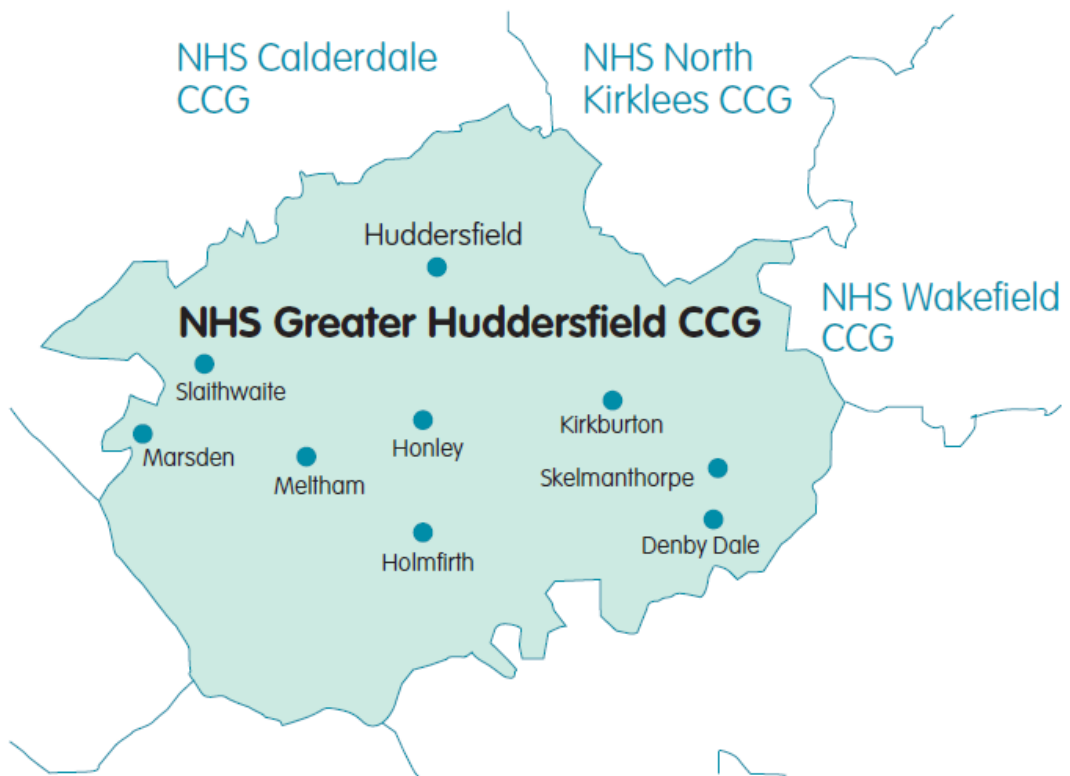 NHS Calderdale
CCG
NHS North
Kirklees CCG
Huddersfield
NHS Wakefield
CCG
NHS Greater Huddersfield CCG
Slaithwaite
Kirkburton
Honley
Marsden
Meltham
Skelmanthorpe
Denby Dale
Holmfirth